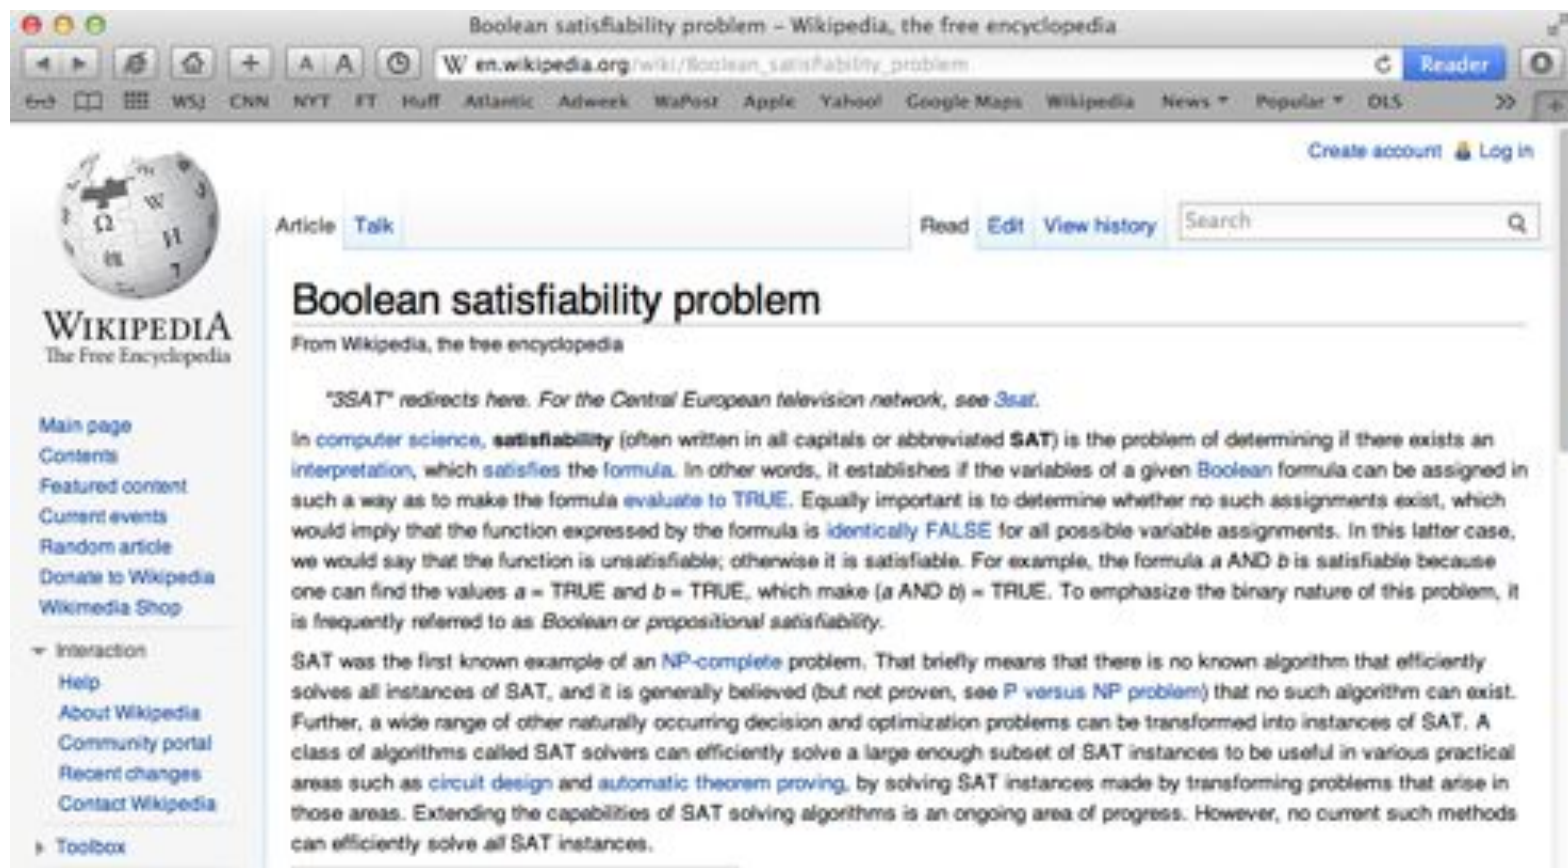 Boolean satisfiability problem – Wikipedia, the free encyclopedia
A A W en.wikipedia.org/wiki/Boolean_satisfiability_problem Reader
WSJ CNN NYT FT Huff Atlantic Adweek WaPost Apple Yahoo! Google Maps Wikipedia News Popular OLS
Create account Log in
Article Talk Read Edit View history Search
WIKIPEDIA
The Free Encyclopedia
Main page
Contents
Featured content
Current events
Random article
Donate to Wikipedia
Wikimedia Shop
Interaction
Help
About Wikipedia
Community portal
Recent changes
Contact Wikipedia
Toolbox
Boolean satisfiability problem
From Wikipedia, the free encyclopedia
"3SAT" redirects here. For the Central European television network, see 3sat.
In computer science, satisfiability (often written in all capitals or abbreviated SAT) is the problem of determining if there exists an
interpretation, which satisfies the formula. In other words, it establishes if the variables of a given Boolean formula can be assigned in
such a way as to make the formula evaluate to TRUE. Equally important is to determine whether no such assignments exist, which
would imply that the function expressed by the formula is identically FALSE for all possible variable assignments. In this latter case,
we would say that the function is unsatisfiable; otherwise it is satisfiable. For example, the formula a AND b is satisfiable because
one can find the values a = TRUE and b = TRUE, which make (a AND b) = TRUE. To emphasize the binary nature of this problem, it
is frequently referred to as Boolean or propositional satisfiability.
SAT was the first known example of an NP-complete problem. That briefly means that there is no known algorithm that efficiently
solves all instances of SAT, and it is generally believed (but not proven, see P versus NP problem) that no such algorithm can exist.
Further, a wide range of other naturally occurring decision and optimization problems can be transformed into instances of SAT. A
class of algorithms called SAT solvers can efficiently solve a large enough subset of SAT instances to be useful in various practical
areas such as circuit design and automatic theorem proving, by solving SAT instances made by transforming problems that arise in
those areas. Extending the capabilities of SAT solving algorithms is an ongoing area of progress. However, no current such methods
can efficiently solve all SAT instances.